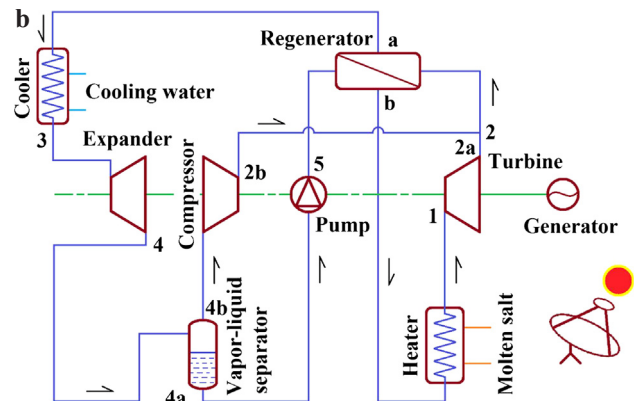 b
Regenerator
a
b
Cooler
Cooling water
3
Expander
Compressor
2b
5
2
2a
Turbine
1
Pump
Generator
4
4b
Vapor-liquid
separator
4a
Heater
Molten salt